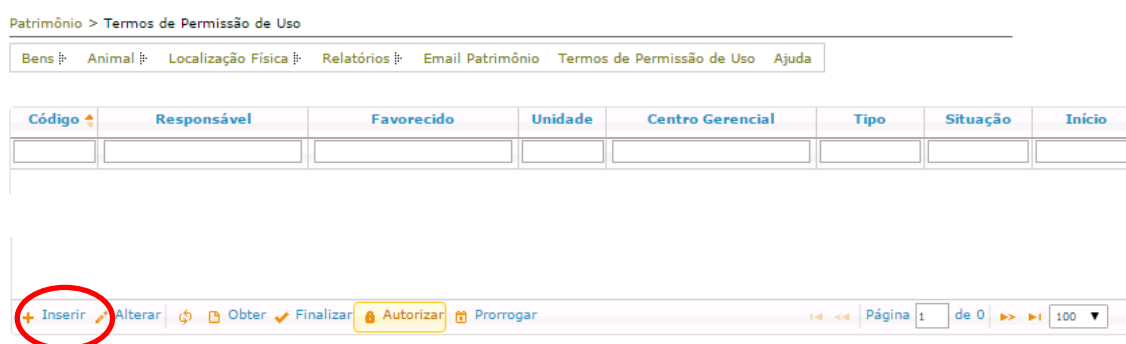 Patrimônio > Termos de Permissão de Uso
Bens Animal Localização Física Relatórios Email Patrimônio Termos de Permissão de Uso Ajuda
Código Responsável Favorecido Unidade Centro Gerencial Tipo Situação Início
Inserir Alterar Obter Finalizar Autorizar Prorrogar Página 1 de 0 100